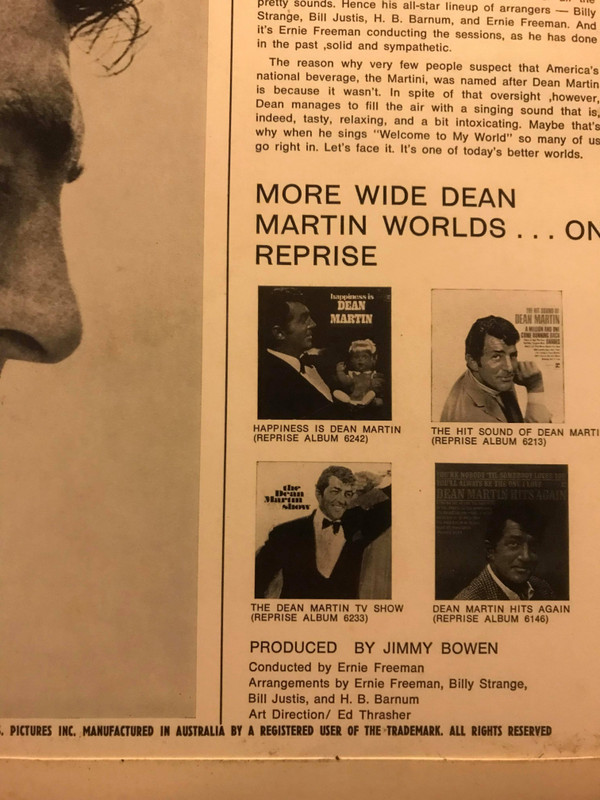 pretty sounds. Hence his all-star lineup of arrangers — Billy
Strange, Bill Justis, H. B. Barnum, and Ernie Freeman. And
it's Ernie Freeman conducting the sessions, as he has done
in the past ,solid and sympathetic.
The reason why very few people suspect that America's
national beverage, the Martini, was named after Dean Martin
is because it wasn't. In spite of that oversight ,however,
Dean manages to fill the air with a singing sound that is,
indeed, tasty, relaxing, and a bit intoxicating. Maybe that's
why when he sings "Welcome to My World" so many of us
go right in. Let's face it. It's one of today's better worlds.
MORE WIDE DEAN
MARTIN WORLDS . . . ON
REPRISE
happiness is
DEAN
MARTIN
HAPPINESS IS DEAN MARTIN
(REPRISE ALBUM 6242)
THE HIT SOUND OF
DEAN MARTIN
A MILLION AND ONE
COME RUNNING BACK
SHADES
THE HIT SOUND OF DEAN MARTI
(REPRISE ALBUM 6213)
the
Dean
Martin
show
THE DEAN MARTIN TV SHOW
(REPRISE ALBUM 6233)
DEAN MARTIN HITS AGAIN
DEAN MARTIN HITS AGAIN
(REPRISE ALBUM 6146)
PRODUCED BY JIMMY BOWEN
Conducted by Ernie Freeman
Arrangements by Ernie Freeman, Billy Strange,
Bill Justis, and H. B. Barnum
Art Direction/ Ed Thrasher
. PICTURES INC. MANUFACTURED IN AUSTRALIA BY A REGISTERED USER OF THE TRADEMARK. ALL RIGHTS RESERVED